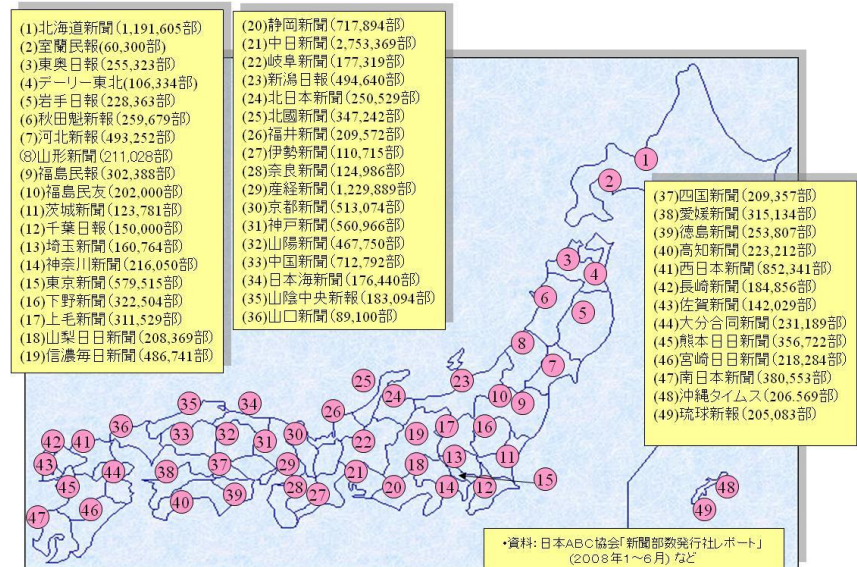 (1)北海道新聞(1,191,605部)
(2)室蘭民報(60,300部)
(3)東奥日報(255,323部)
(4)デーリー東北(106,334部)
(5)岩手日報(228,363部)
(6)秋田魁新報(259,679部)
(7)河北新報(493,252部)
(8)山形新聞(211,028部)
(9)福島民報(302,388部)
(10)福島民友(202,000部)
(11)茨城新聞(123,781部)
(12)千葉日報(150,000部)
(13)埼玉新聞(160,764部)
(14)神奈川新聞(216,050部)
(15)東京新聞(579,515部)
(16)下野新聞(322,504部)
(17)上毛新聞(311,529部)
(18)山梨日日新聞(208,369部)
(19)信濃毎日新聞(486,741部)
(20)静岡新聞(717,894部)
(21)中日新聞(2,753,369部)
(22)岐阜新聞(177,319部)
(23)新潟日報(494,640部)
(24)北日本新聞(250,529部)
(25)北國新聞(347,242部)
(26)福井新聞(209,572部)
(27)伊勢新聞(110,715部)
(28)奈良新聞(124,986部)
(29)産経新聞(1,229,889部)
(30)京都新聞(513,074部)
(31)神戸新聞(560,966部)
(32)山陽新聞(467,750部)
(33)中国新聞(712,792部)
(34)日本海新聞(176,440部)
(35)山陰中央新報(183,094部)
(36)山口新聞(89,100部)
(37)四国新聞(209,357部)
(38)愛媛新聞(315,134部)
(39)徳島新聞(253,807部)
(40)高知新聞(223,212部)
(41)西日本新聞(852,341部)
(42)長崎新聞(184,856部)
(43)佐賀新聞(142,029部)
(44)大分合同新聞(231,189部)
(45)熊本日日新聞(356,722部)
(46)宮崎日日新聞(218,284部)
(47)南日本新聞(380,553部)
(48)沖縄タイムス(206.569部)
(49)琉球新報(205,083部)
1
2
3
4
6
5
8
7
25
24
23
10
9
35
34
26
36
33
32
31
30
22
19
17
16
42
41
43
44
38
37
29
21
18
13
11
15
45
28
27
20
14
12
40
39
47
46
48
49
•資料:日本ABC協会「新聞部数発行社レポート」
(2008年1~6月)など